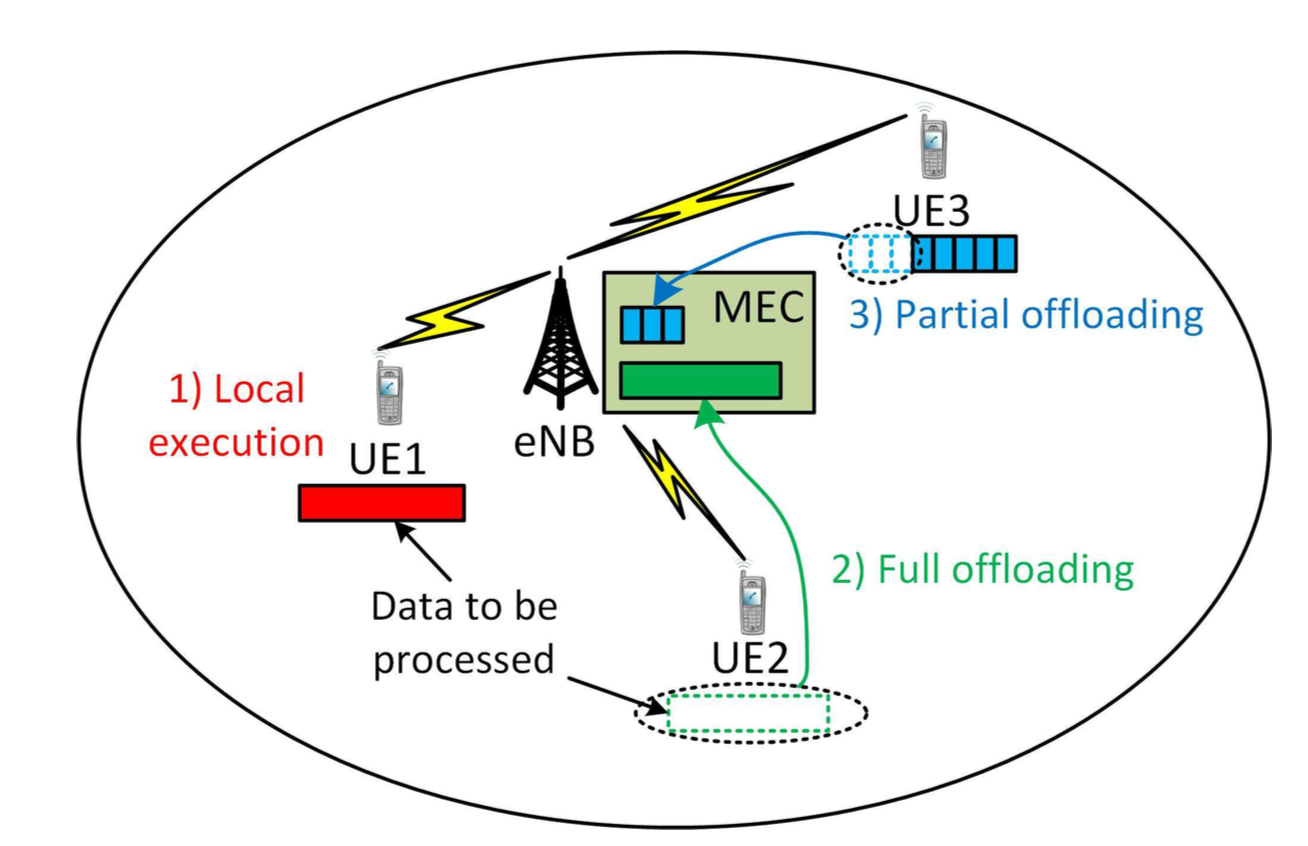 UE3
MEC
3) Partial offloading
1) Local
execution
eNB
UE1
2) Full offloading
Data to be
processed
UE2